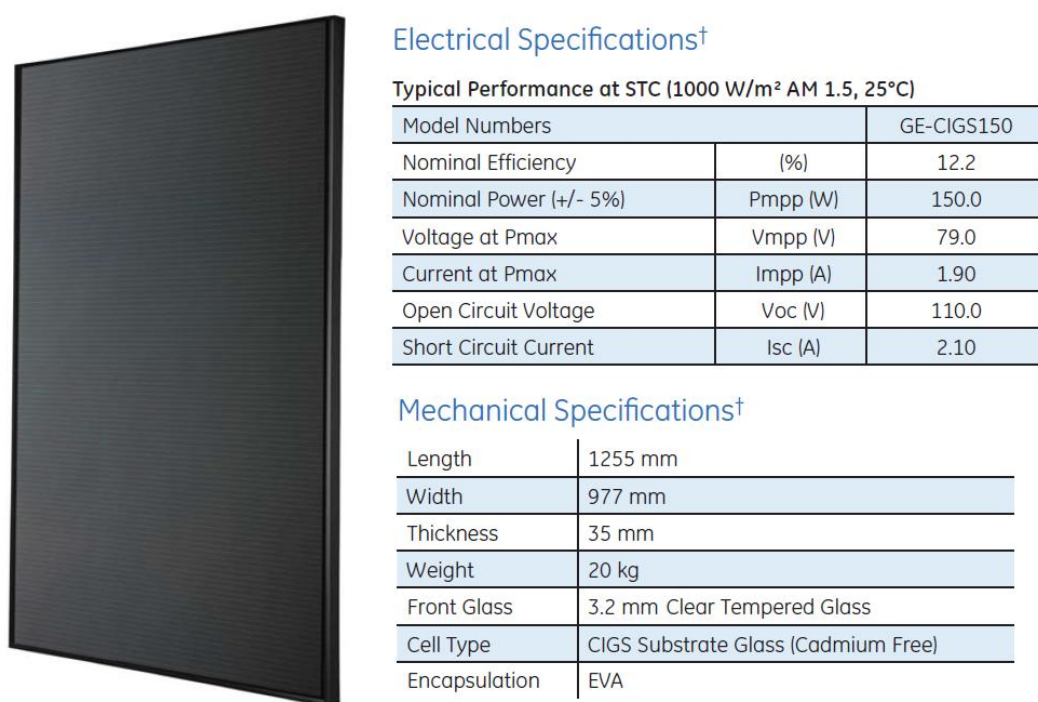 Electrical Specifications†
Typical Performance at STC (1000 W/m² AM 1.5, 25°C)
Model Numbers GE-CIGS150
Nominal Efficiency (%) 12.2
Nominal Power (+/- 5%) Pmpp (W) 150.0
Voltage at Pmax Vmpp (V) 79.0
Current at Pmax Impp (A) 1.90
Open Circuit Voltage Voc (V) 110.0
Short Circuit Current Isc (A) 2.10
Mechanical Specifications†
Length 1255 mm
Width 977 mm
Thickness 35 mm
Weight 20 kg
Front Glass 3.2 mm Clear Tempered Glass
Cell Type CIGS Substrate Glass (Cadmium Free)
Encapsulation EVA